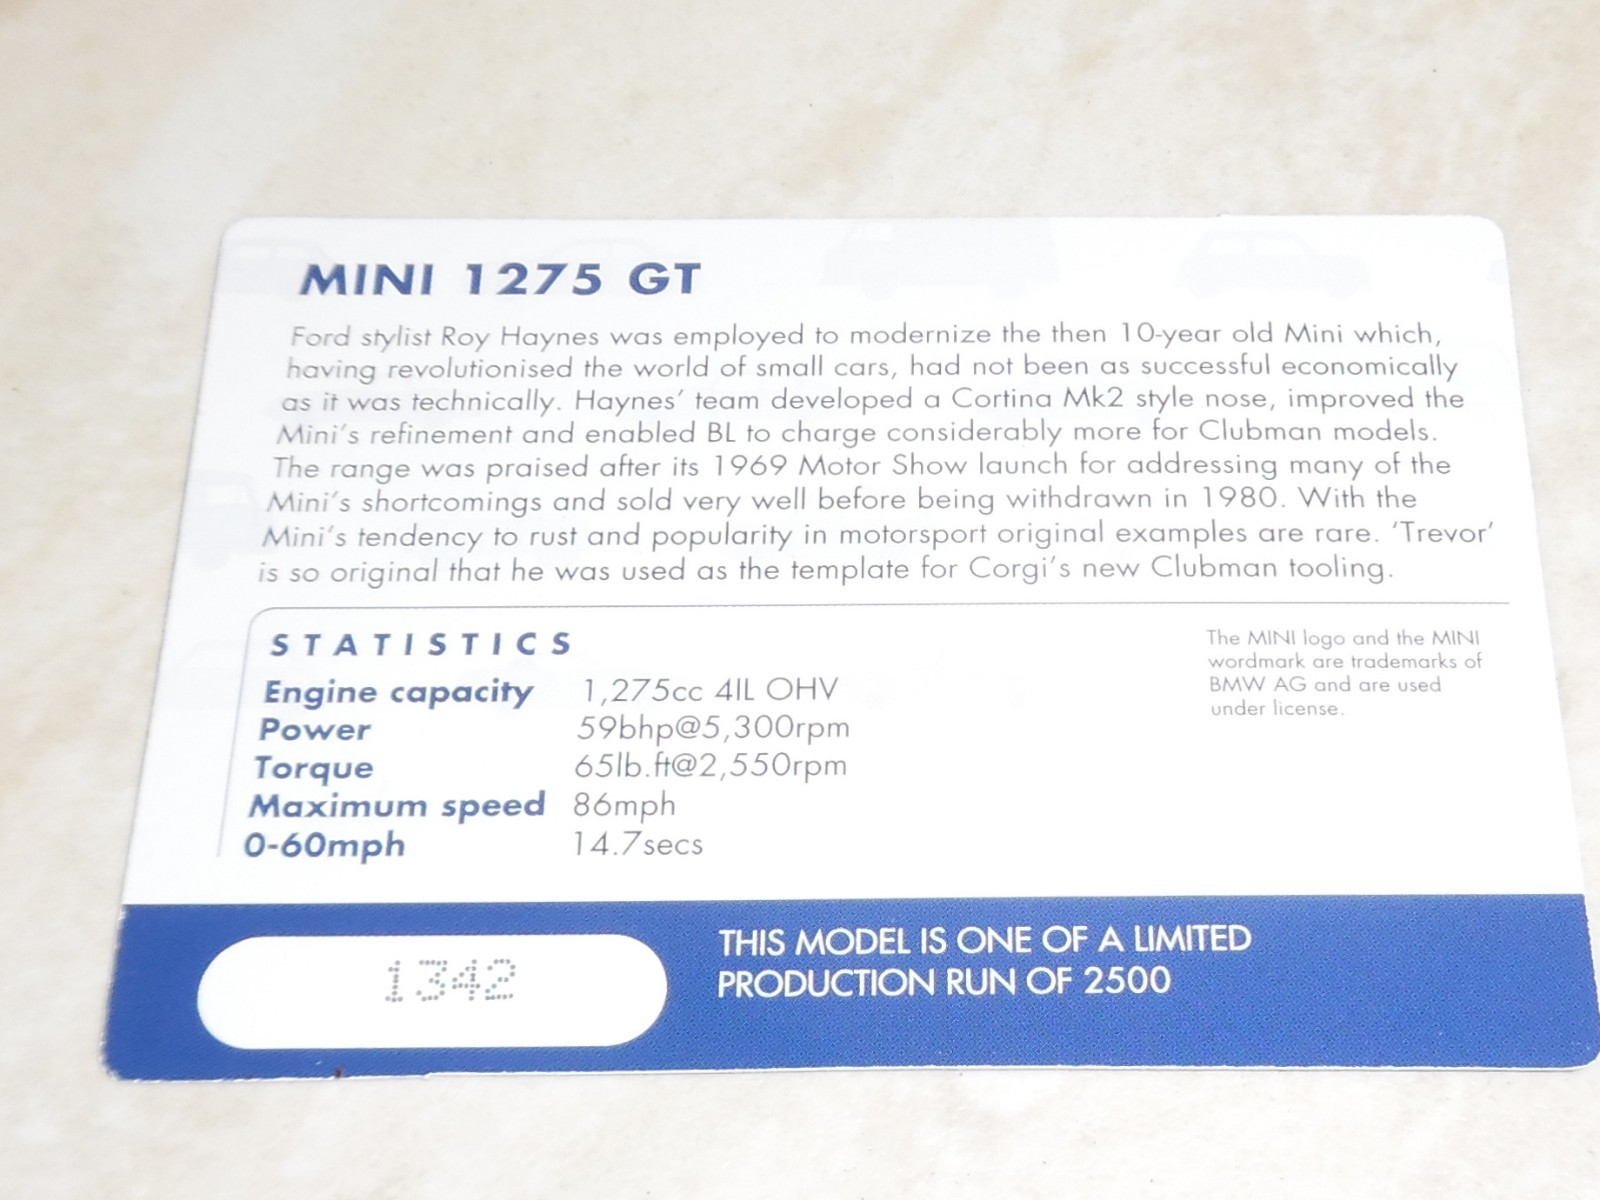 MINI 1275 GT
Ford stylist Roy Haynes was employed to modernize the then 10-year old Mini which,
having revolutionised the world of small cars, had not been as successful economically
as it was technically. Haynes' team developed a Cortina Mk2 style nose, improved the
Mini's refinement and enabled BL to charge considerably more for Clubman models.
The range was praised after its 1969 Motor Show launch for addressing many of the
Mini's shortcomings and sold very well before being withdrawn in 1980. With the
Mini's tendency to rust and popularity in motorsport original examples are rare. 'Trevor'
is so original that he was used as the template for Corgi's new Clubman tooling.
STATISTICS
Engine capacity 1,275cc 4IL OHV
Power 59bhp@5,300rpm
Torque 65lb.ft@2,550rpm
Maximum speed 86mph
0-60mph 14.7secs
The MINI logo and the MINI
wordmark are trademarks of
BMW AG and are used
under license.
1342
THIS MODEL IS ONE OF A LIMITED
PRODUCTION RUN OF 2500